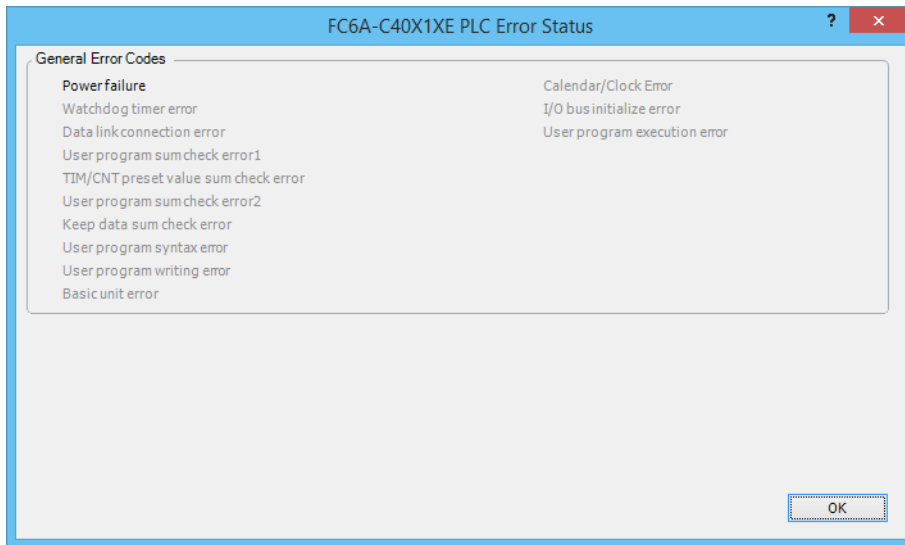 FC6A-C40X1XE PLC Error Status
?
×
General Error Codes
Power failure
Watchdog timer error
Data link connection error
User program sum check error1
TIM/CNT preset value sum check error
User program sum check error2
Keep data sum check error
User program syntax error
User program writing error
Basic unit error
Calendar/Clock Error
I/O bus initialize error
User program execution error
OK